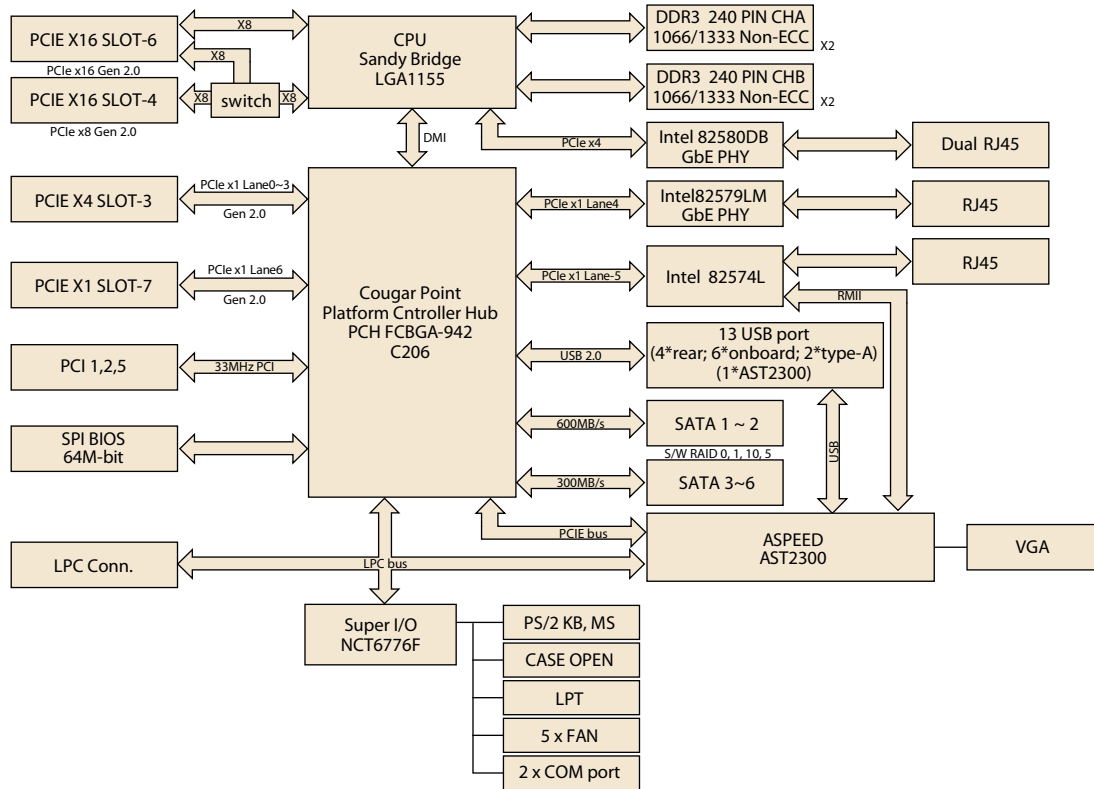 PCIE X16 SLOT-6
PCIe x16 Gen 2.0
PCIE X16 SLOT-4
PCIe x8 Gen 2.0
X8
X8
X8
switch
X8
CPU
Sandy Bridge
LGA1155
DDR3 240 PIN CHA
1066/1333 Non-ECC
X2
DDR3 240 PIN CHB
1066/1333 Non-ECC
X2
DMI
PCIe x4
Intel 82580DB
GbE PHY
Dual RJ45
PCIE X4 SLOT-3
PCIe x1 Lane0~3
Gen 2.0
PCIe x1 Lane4
Intel82579LM
GbE PHY
RJ45
PCIE X1 SLOT-7
PCIe x1 Lane6
Gen 2.0
Cougar Point
Platform Cntroller Hub
PCH FCBGA-942
C206
PCIe x1 Lane-5
Intel 82574L
RJ45
RMII
PCI 1,2,5
33MHz PCI
USB 2.0
13 USB port
(4*rear; 6*onboard; 2*type-A)
(1*AST2300)
SPI BIOS
64M-bit
600MB/s
SATA 1 ~ 2
S/W RAID 0, 1, 10, 5
300MB/s
SATA 3~6
USB
PCIE bus
ASPEED
AST2300
VGA
LPC Conn.
LPC bus
Super I/O
NCT6776F
PS/2 KB, MS
CASE OPEN
LPT
5 x FAN
2 x COM port